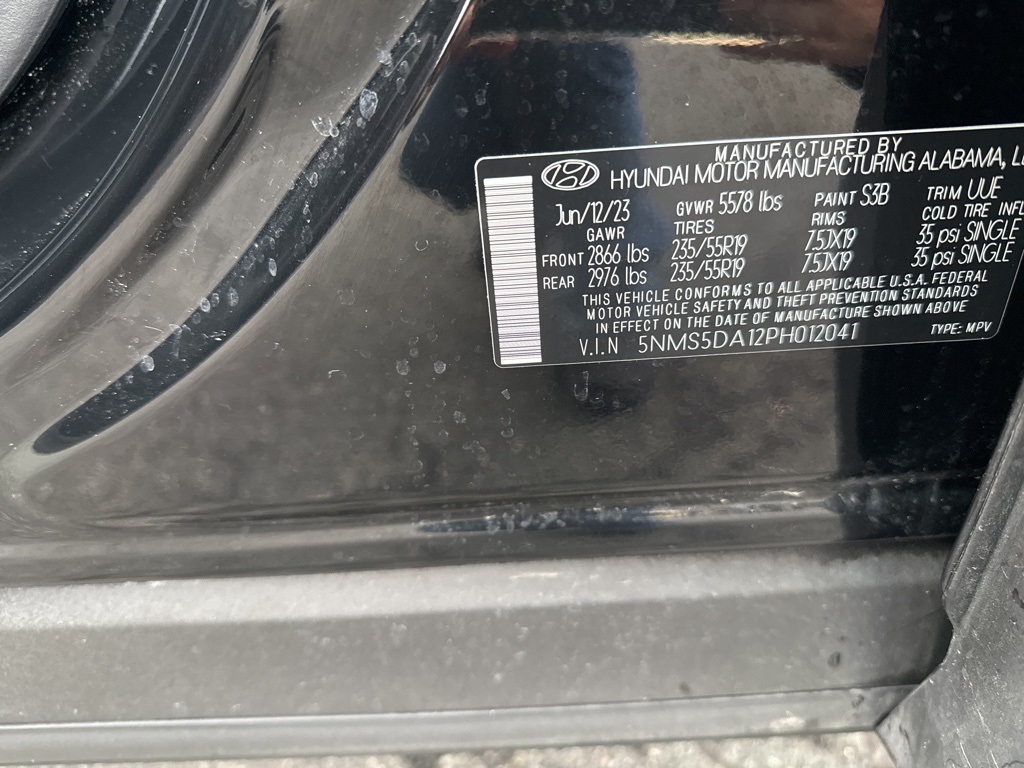 MANUFACTURED BY
HYUNDAI MOTOR MANUFACTURING ALABAMA,
Jun/12/23 GVWR 5578 lbs PAINT S3B TRIM UUE
GAWR TIRES RIMS COLD TIRE INFL
FRONT 2866 lbs 235/55R19 7.5JX19 35 psi SINGLE
REAR 2976 lbs 235/55R19 7.5JX19 35 psi SINGLE
THIS VEHICLE CONFORMS TO ALL APPLICABLE U.S.A. FEDERAL
MOTOR VEHICLE SAFETY AND THEFT PREVENTION STANDARDS
IN EFFECT ON THE DATE OF MANUFACTURE SHOWN ABOVE
V.I.N 5NMS5DA12PH012041 TYPE: MPV